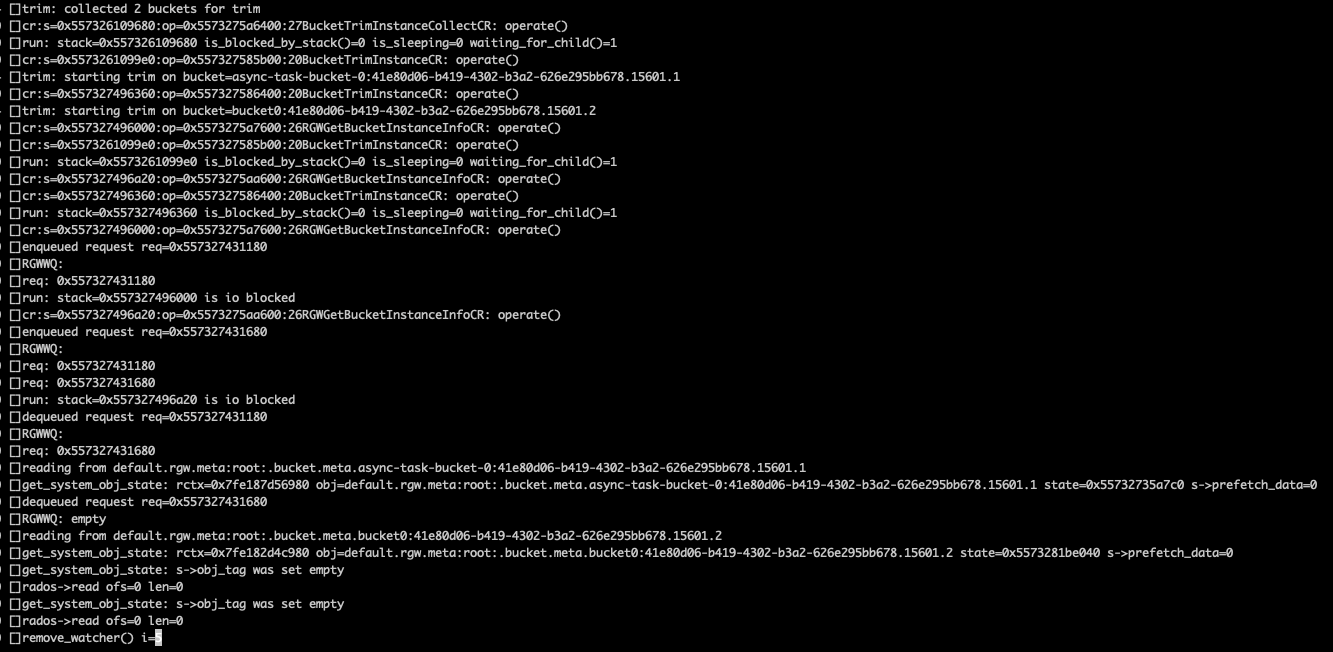 trim: collected 2 buckets for trim
cr:s=0x557326109680:op=0x5573275a6400:27BucketTrimInstanceCollectCR: operate()
run: stack=0x557326109680 is_blocked_by_stack()=0 is_sleeping=0 waiting_for_child()=1
cr:s=0x5573261099e0:op=0x557327585b00:20BucketTrimInstanceCR: operate()
trim: starting trim on bucket=async-task-bucket-0:41e80d06-b419-4302-b3a2-626e295bb678.15601.1
cr:s=0x557327496360:op=0x557327586400:20BucketTrimInstanceCR: operate()
trim: starting trim on bucket=bucket0:41e80d06-b419-4302-b3a2-626e295bb678.15601.2
cr:s=0x557327496000:op=0x5573275a7600:26RGWGetBucketInstanceInfoCR: operate()
cr:s=0x5573261099e0:op=0x557327585b00:20BucketTrimInstanceCR: operate()
run: stack=0x5573261099e0 is_blocked_by_stack()=0 is_sleeping=0 waiting_for_child()=1
cr:s=0x557327496a20:op=0x5573275aa600:26RGWGetBucketInstanceInfoCR: operate()
cr:s=0x557327496360:op=0x557327586400:20BucketTrimInstanceCR: operate()
run: stack=0x557327496360 is_blocked_by_stack()=0 is_sleeping=0 waiting_for_child()=1
cr:s=0x557327496000:op=0x5573275a7600:26RGWGetBucketInstanceInfoCR: operate()
enqueued request req=0x557327431180
RGWWQ:
req: 0x557327431180
run: stack=0x557327496000 is io blocked
cr:s=0x557327496a20:op=0x5573275aa600:26RGWGetBucketInstanceInfoCR: operate()
enqueued request req=0x557327431680
RGWWQ:
req: 0x557327431180
req: 0x557327431680
run: stack=0x557327496a20 is io blocked
dequeued request req=0x557327431180
RGWWQ:
req: 0x557327431680
reading from default.rgw.meta:root:.bucket.meta.async-task-bucket-0:41e80d06-b419-4302-b3a2-626e295bb678.15601.1
get_system_obj_state: rctx=0x7fe187d56980 obj=default.rgw.meta:root:.bucket.meta.async-task-bucket-0:41e80d06-b419-4302-b3a2-626e295bb678.15601.1 state=0x55732735a7c0 s->prefetch_data=0
dequeued request req=0x557327431680
RGWWQ: empty
reading from default.rgw.meta:root:.bucket.meta.bucket0:41e80d06-b419-4302-b3a2-626e295bb678.15601.2
get_system_obj_state: rctx=0x7fe182d4c980 obj=default.rgw.meta:root:.bucket.meta.bucket0:41e80d06-b419-4302-b3a2-626e295bb678.15601.2 state=0x5573281be040 s->prefetch_data=0
get_system_obj_state: s->obj_tag was set empty
rados->read ofs=0 len=0
get_system_obj_state: s->obj_tag was set empty
rados->read ofs=0 len=0
remove_watcher() i=5